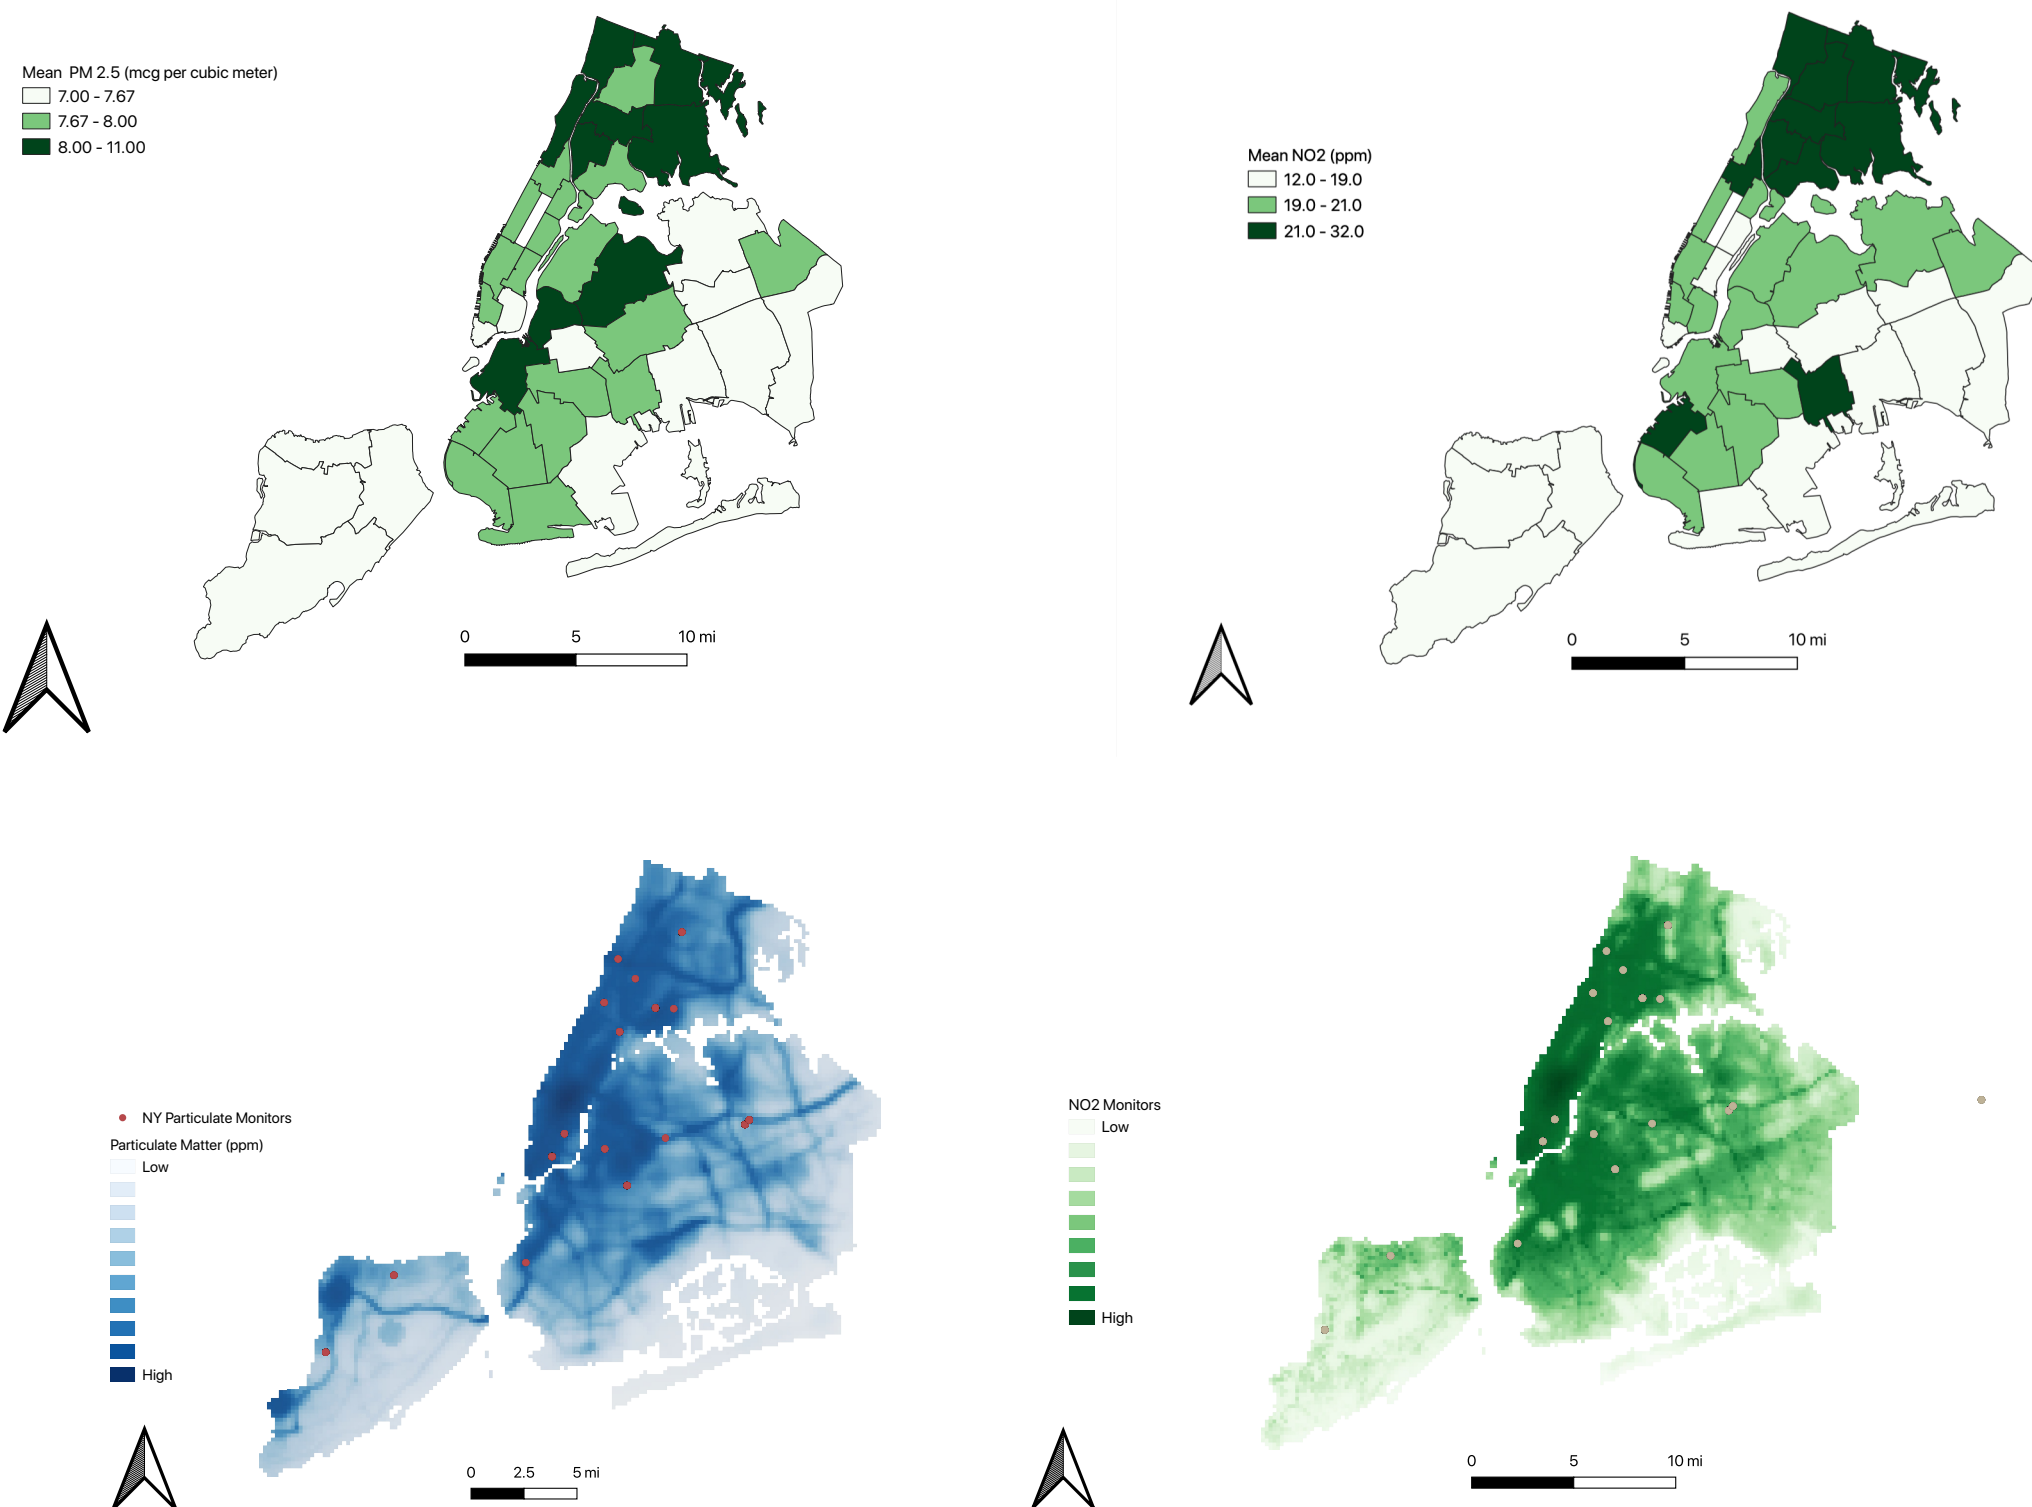 Mean PM 2.5 (mcg per cubic meter)
7.00 - 7.67
7.67 - 8.00
8.00 - 11.00
0 5 10 mi
Mean NO2 (ppm)
12.0 - 19.0
19.0 - 21.0
21.0 - 32.0
0 5 10 mi
NY Particulate Monitors
Particulate Matter (ppm)
Low
High
0 2.5 5 mi
NO2 Monitors
Low
High
0 5 10 mi